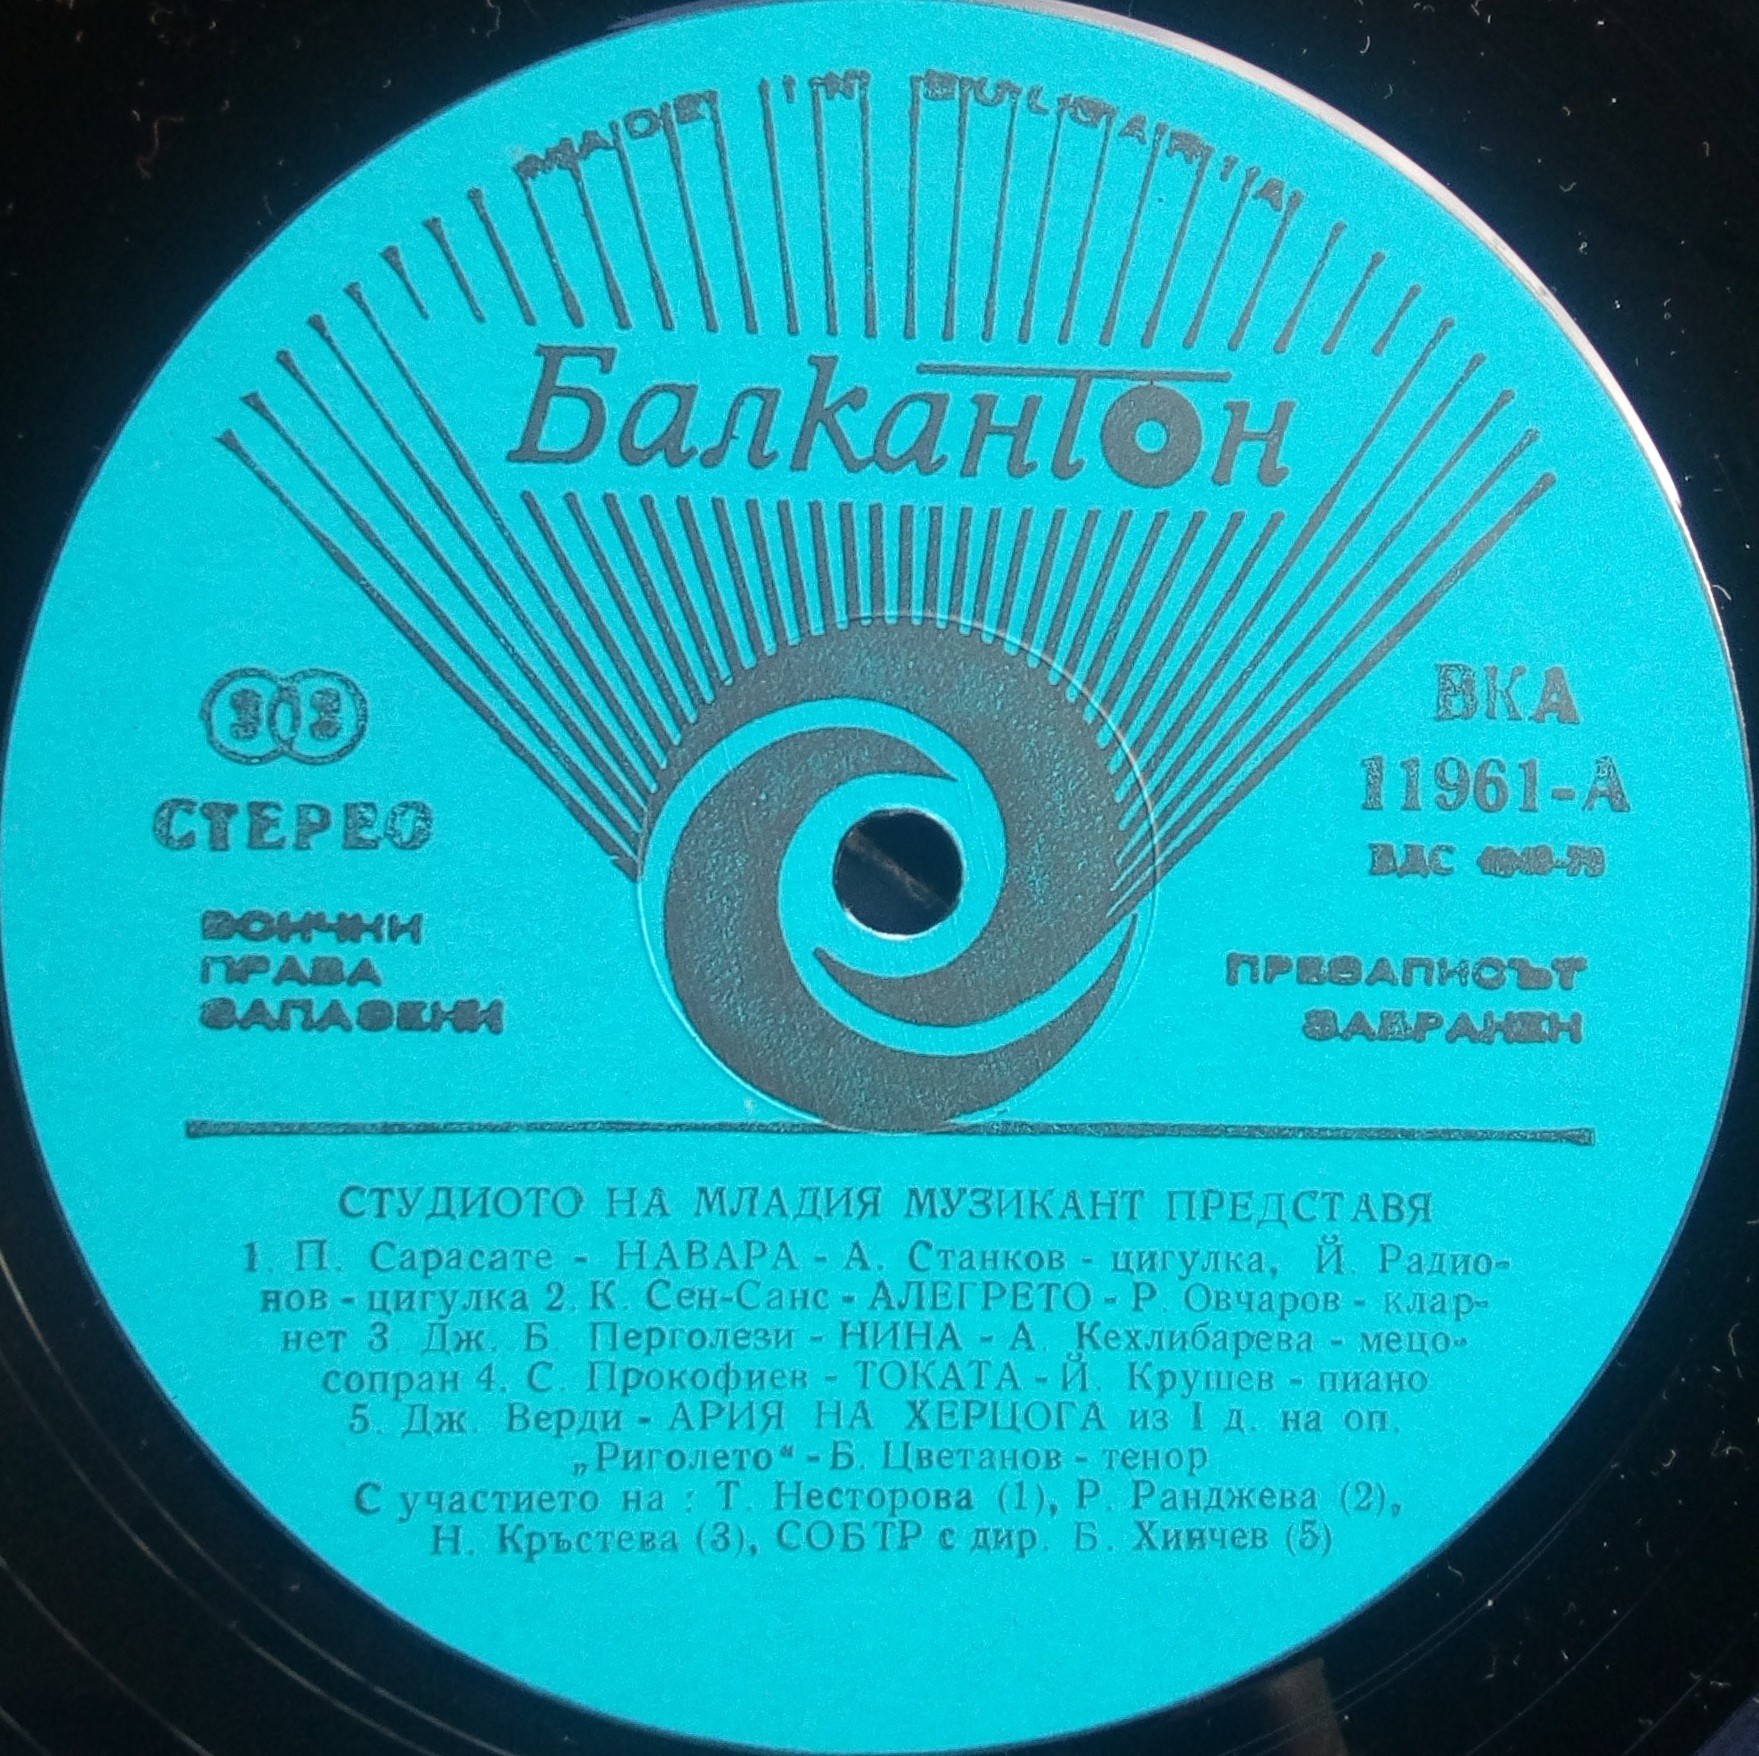 MADE IN BULGARIA
Балкантон
33
СТЕРЕО
ВСИЧКИ
ПРАВА
ЗАПАЗЕНИ
ВКА
11961-А
БДС
ПРЕЗАПИСЪТ
ЗАБРАНЕН
СТУДИОТО НА МЛАДИЯ МУЗИКАНТ ПРЕДСТАВЯ
1. П. Сарасате - НАВАРА - А. Станков - цигулка, Й. Радио-
нов - цигулка 2. К. Сен-Санс - АЛЕГРЕТО - Р. Овчаров - клар-
нет 3. Дж. Б. Перголези - НИНА - А. Кехлибарева - мецо-
сопран 4. С. Прокофиев - ТОКАТА - Й. Крушев - пиано
5. Дж. Верди - АРИЯ НА ХЕРЦОГА из I д. на оп.
„Риголето“ - Б. Цветанов - тенор
С участието на : Т. Несторова (1), Р. Ранджева (2),
Н. Кръстева (3), СОБТР с дир. Б. Хинчев (5)